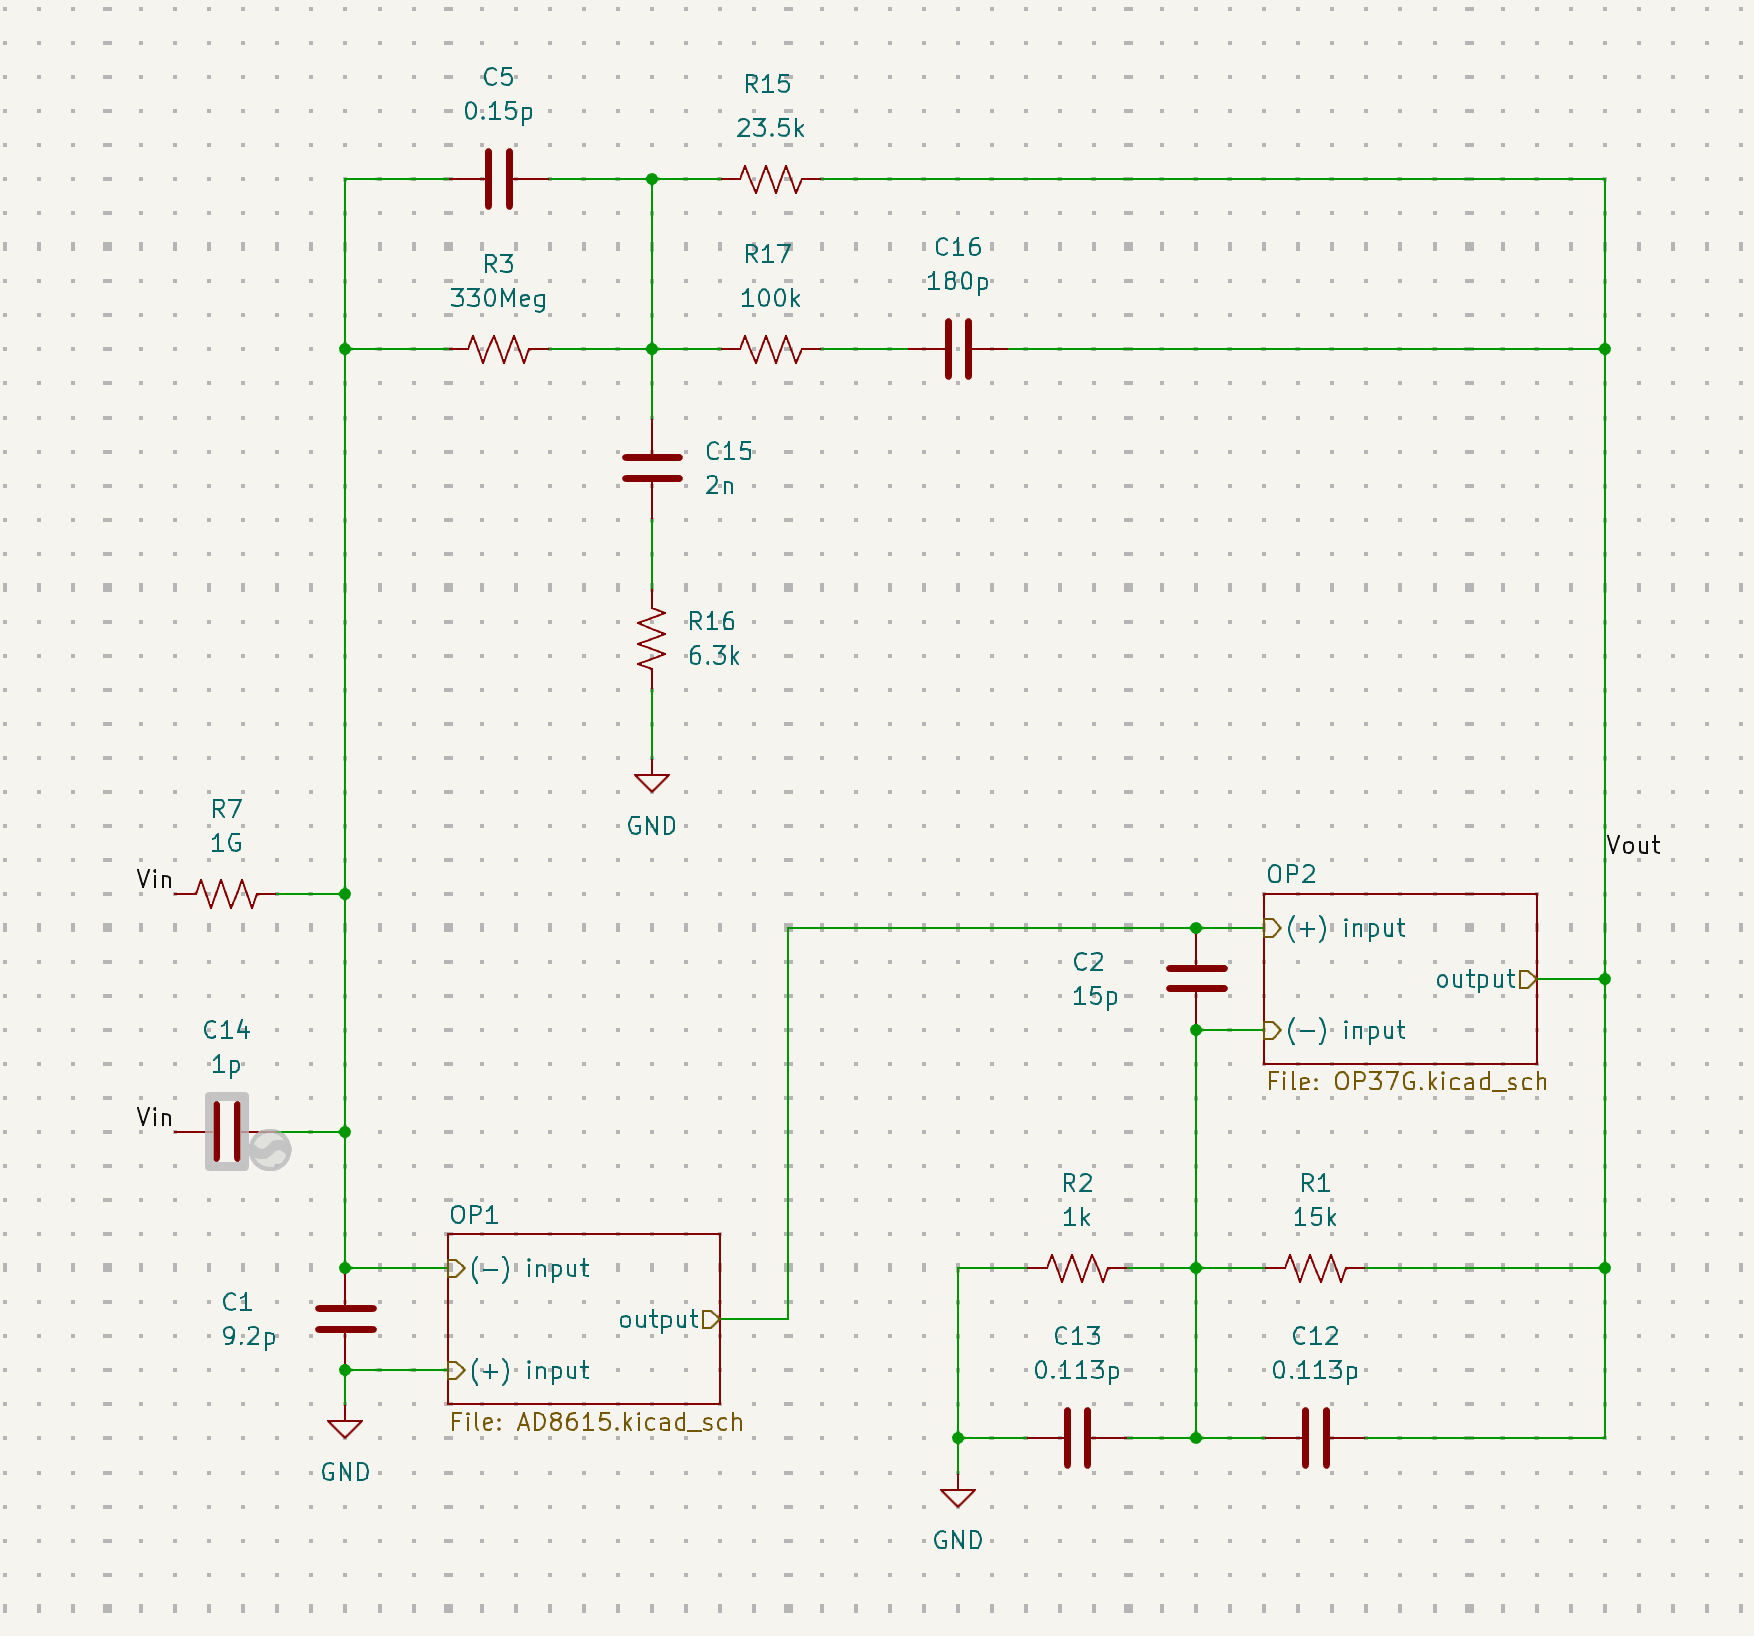 C5
0.15p
R15
23.5k
R3
330Meg
R17
100k
C16
180p
C15
2n
R16
6.3k
GND
R7
1G
Vin
Vout
OP2
(+) input
C2
15p
output
(−) input
File: OP37G.kicad_sch
C14
1p
Vin
R2
1k
R1
15k
OP1
(−) input
C1
9.2p
output
(+) input
File: AD8615.kicad_sch
C13
0.113p
C12
0.113p
GND
GND